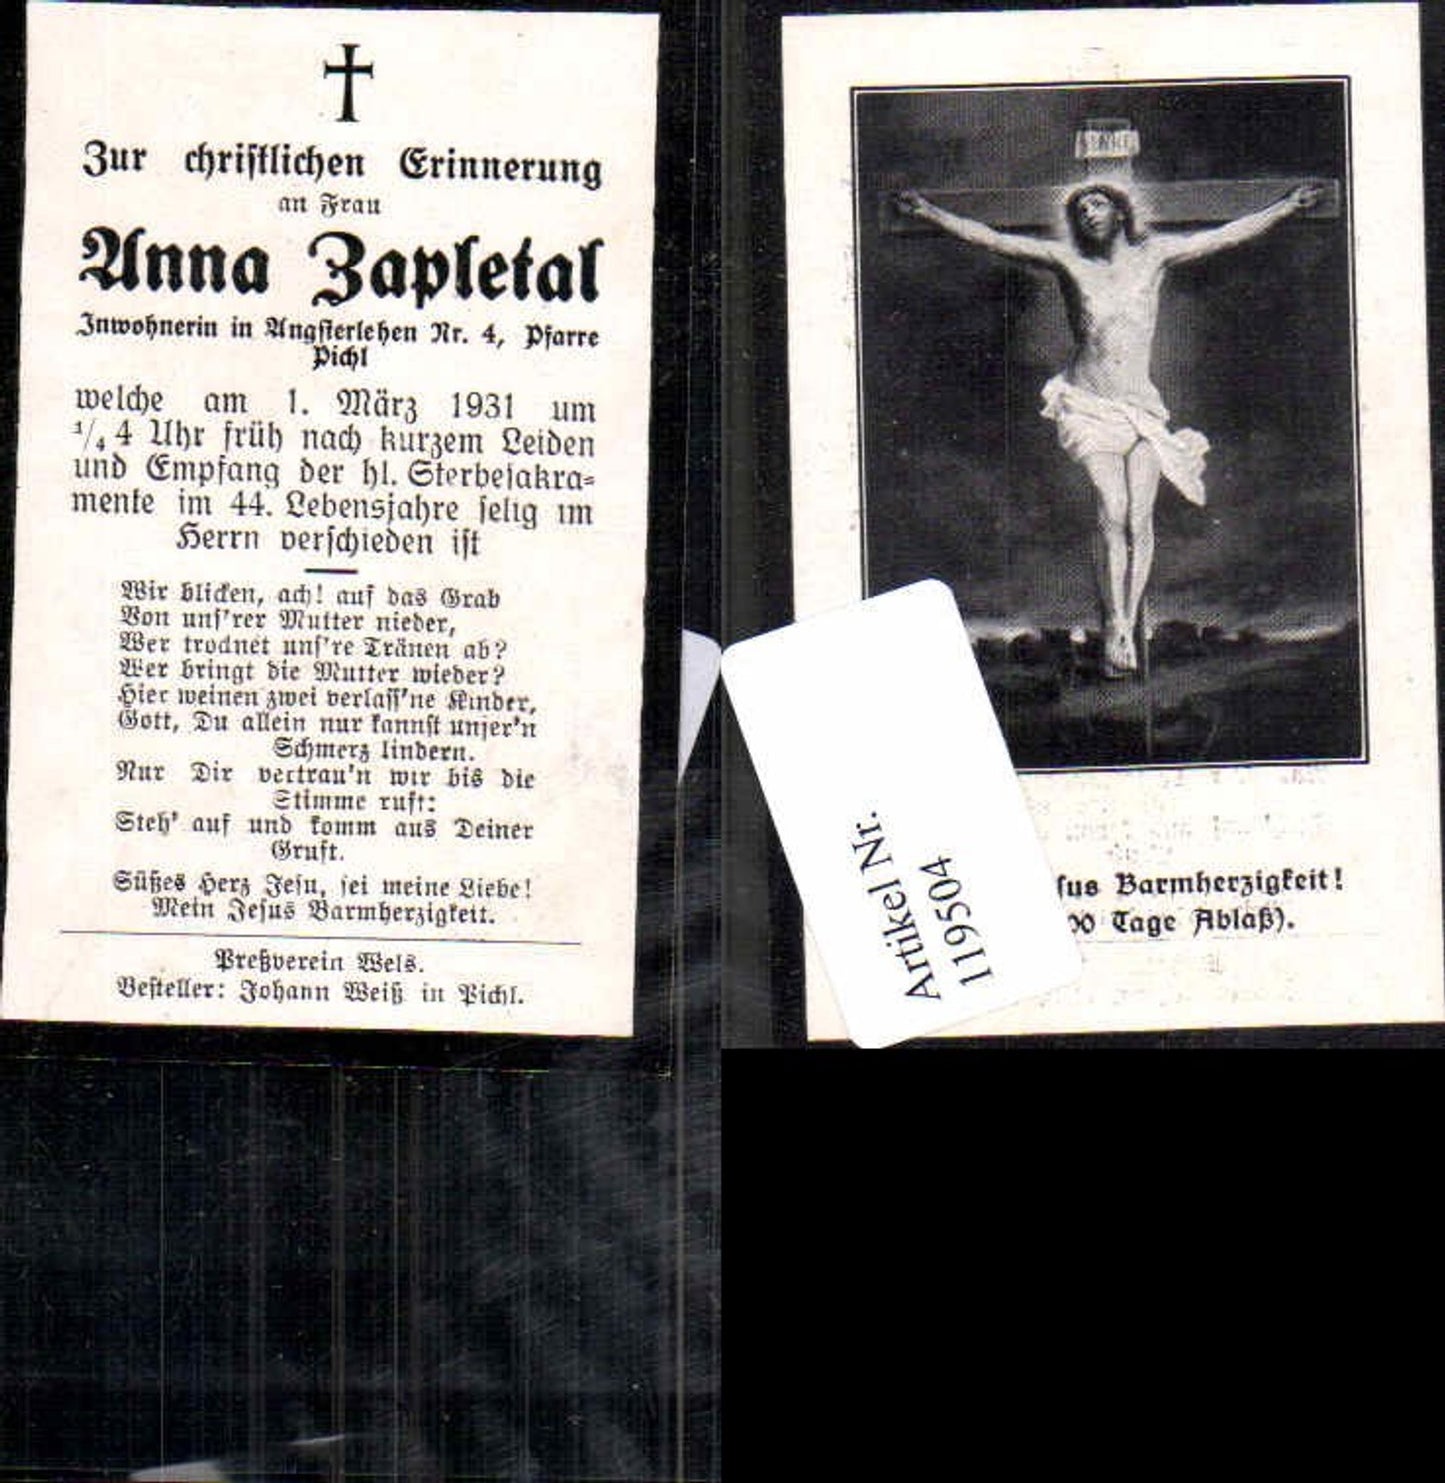 Zur christlichen Erinnerung
an Frau
Anna Zapletal
Inwohnerin in Angsterlehen Nr. 4, Pfarre
Pichl
welche am 1. März 1931 um
1/4 4 Uhr früh nach kurzem Leiden
und Empfang der hl. Sterbesakra-
mente im 44. Lebensjahre selig im
Herrn verschieden ist
Wir blicken, ach! auf das Grab
Von uns'rer Mutter nieder,
Wer trocknet uns're Tränen ab?
Wer bringt die Mutter wieder?
Hier weinen zwei verlass'ne Kinder,
Gott, Du allein nur kannst unser'n
Schmerz lindern.
Nur Dir vertrau'n wir bis die
Stimme ruft:
Steh' auf und komm aus Deiner
Gruft.
Süßes Herz Jesu, sei meine Liebe!
Mein Jesus Barmherzigkeit.
Preßverein Wels.
Besteller: Johann Weiß in Pichl.
sus Barmherzigkeit!
00 Tage Ablaß).
Artikel Nr.
119504